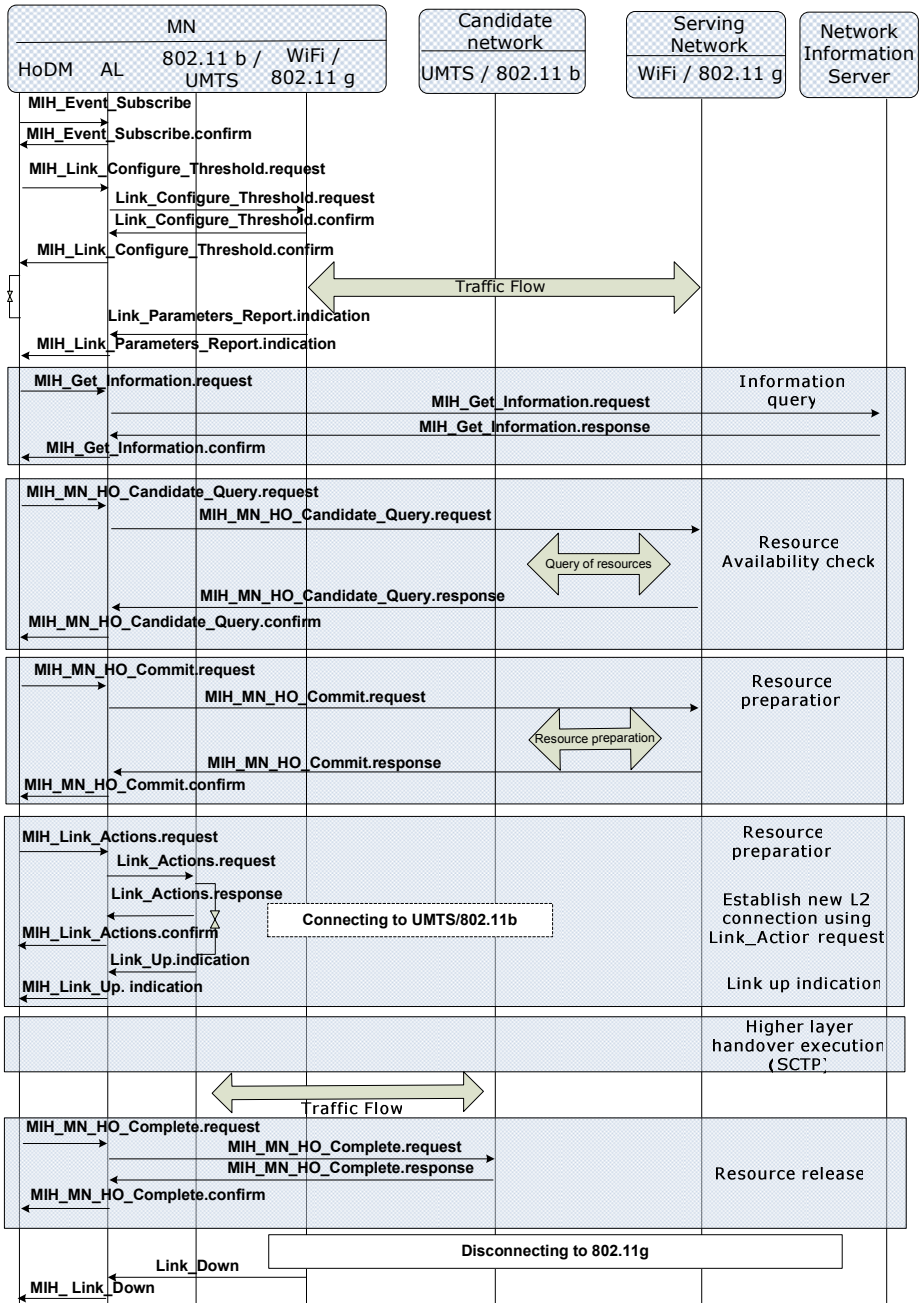 MN
HoDM
AL
802.11 b /
UMTS
WiFi /
802.11 g
Candidate
network
UMTS / 802.11 b
Serving
Network
WiFi / 802.11 g
Network
Information
Server
MIH_Event_Subscribe
MIH_Event_Subscribe.confirm
MIH_Link_Configure_Threshold.request
Link_Configure_Threshold.request
Link_Configure_Threshold.confirm
MIH_Link_Configure_Threshold.confirm
Traffic Flow
Link_Parameters_Report.indication
MIH_Link_Parameters_Report.indication
MIH_Get_Information.request
Information
query
MIH_Get_Information.request
MIH_Get_Information.response
MIH_Get_Information.confirm
MIH_MN_HO_Candidate_Query.request
MIH_MN_HO_Candidate_Query.request
Query of resources
Resource
Availability check
MIH_MN_HO_Candidate_Query.response
MIH_MN_HO_Candidate_Query.confirm
MIH_MN_HO_Commit.request
MIH_MN_HO_Commit.request
Resource
preparation
Resource preparation
MIH_MN_HO_Commit.response
MIH_MN_HO_Commit.confirm
MIH_Link_Actions.request
Resource
preparation
Link_Actions.request
Link_Actions.response
Connecting to UMTS/802.11b
Establish new L2
connection using
Link_Action request
MIH_Link_Actions.confirm
Link_Up.indication
MIH_Link_Up. indication
Link up indication
Higher layer
handover execution
(SCTP)
Traffic Flow
MIH_MN_HO_Complete.request
MIH_MN_HO_Complete.request
MIH_MN_HO_Complete.response
Resource release
MIH_MN_HO_Complete.confirm
Disconnecting to 802.11g
Link_Down
MIH_ Link_Down